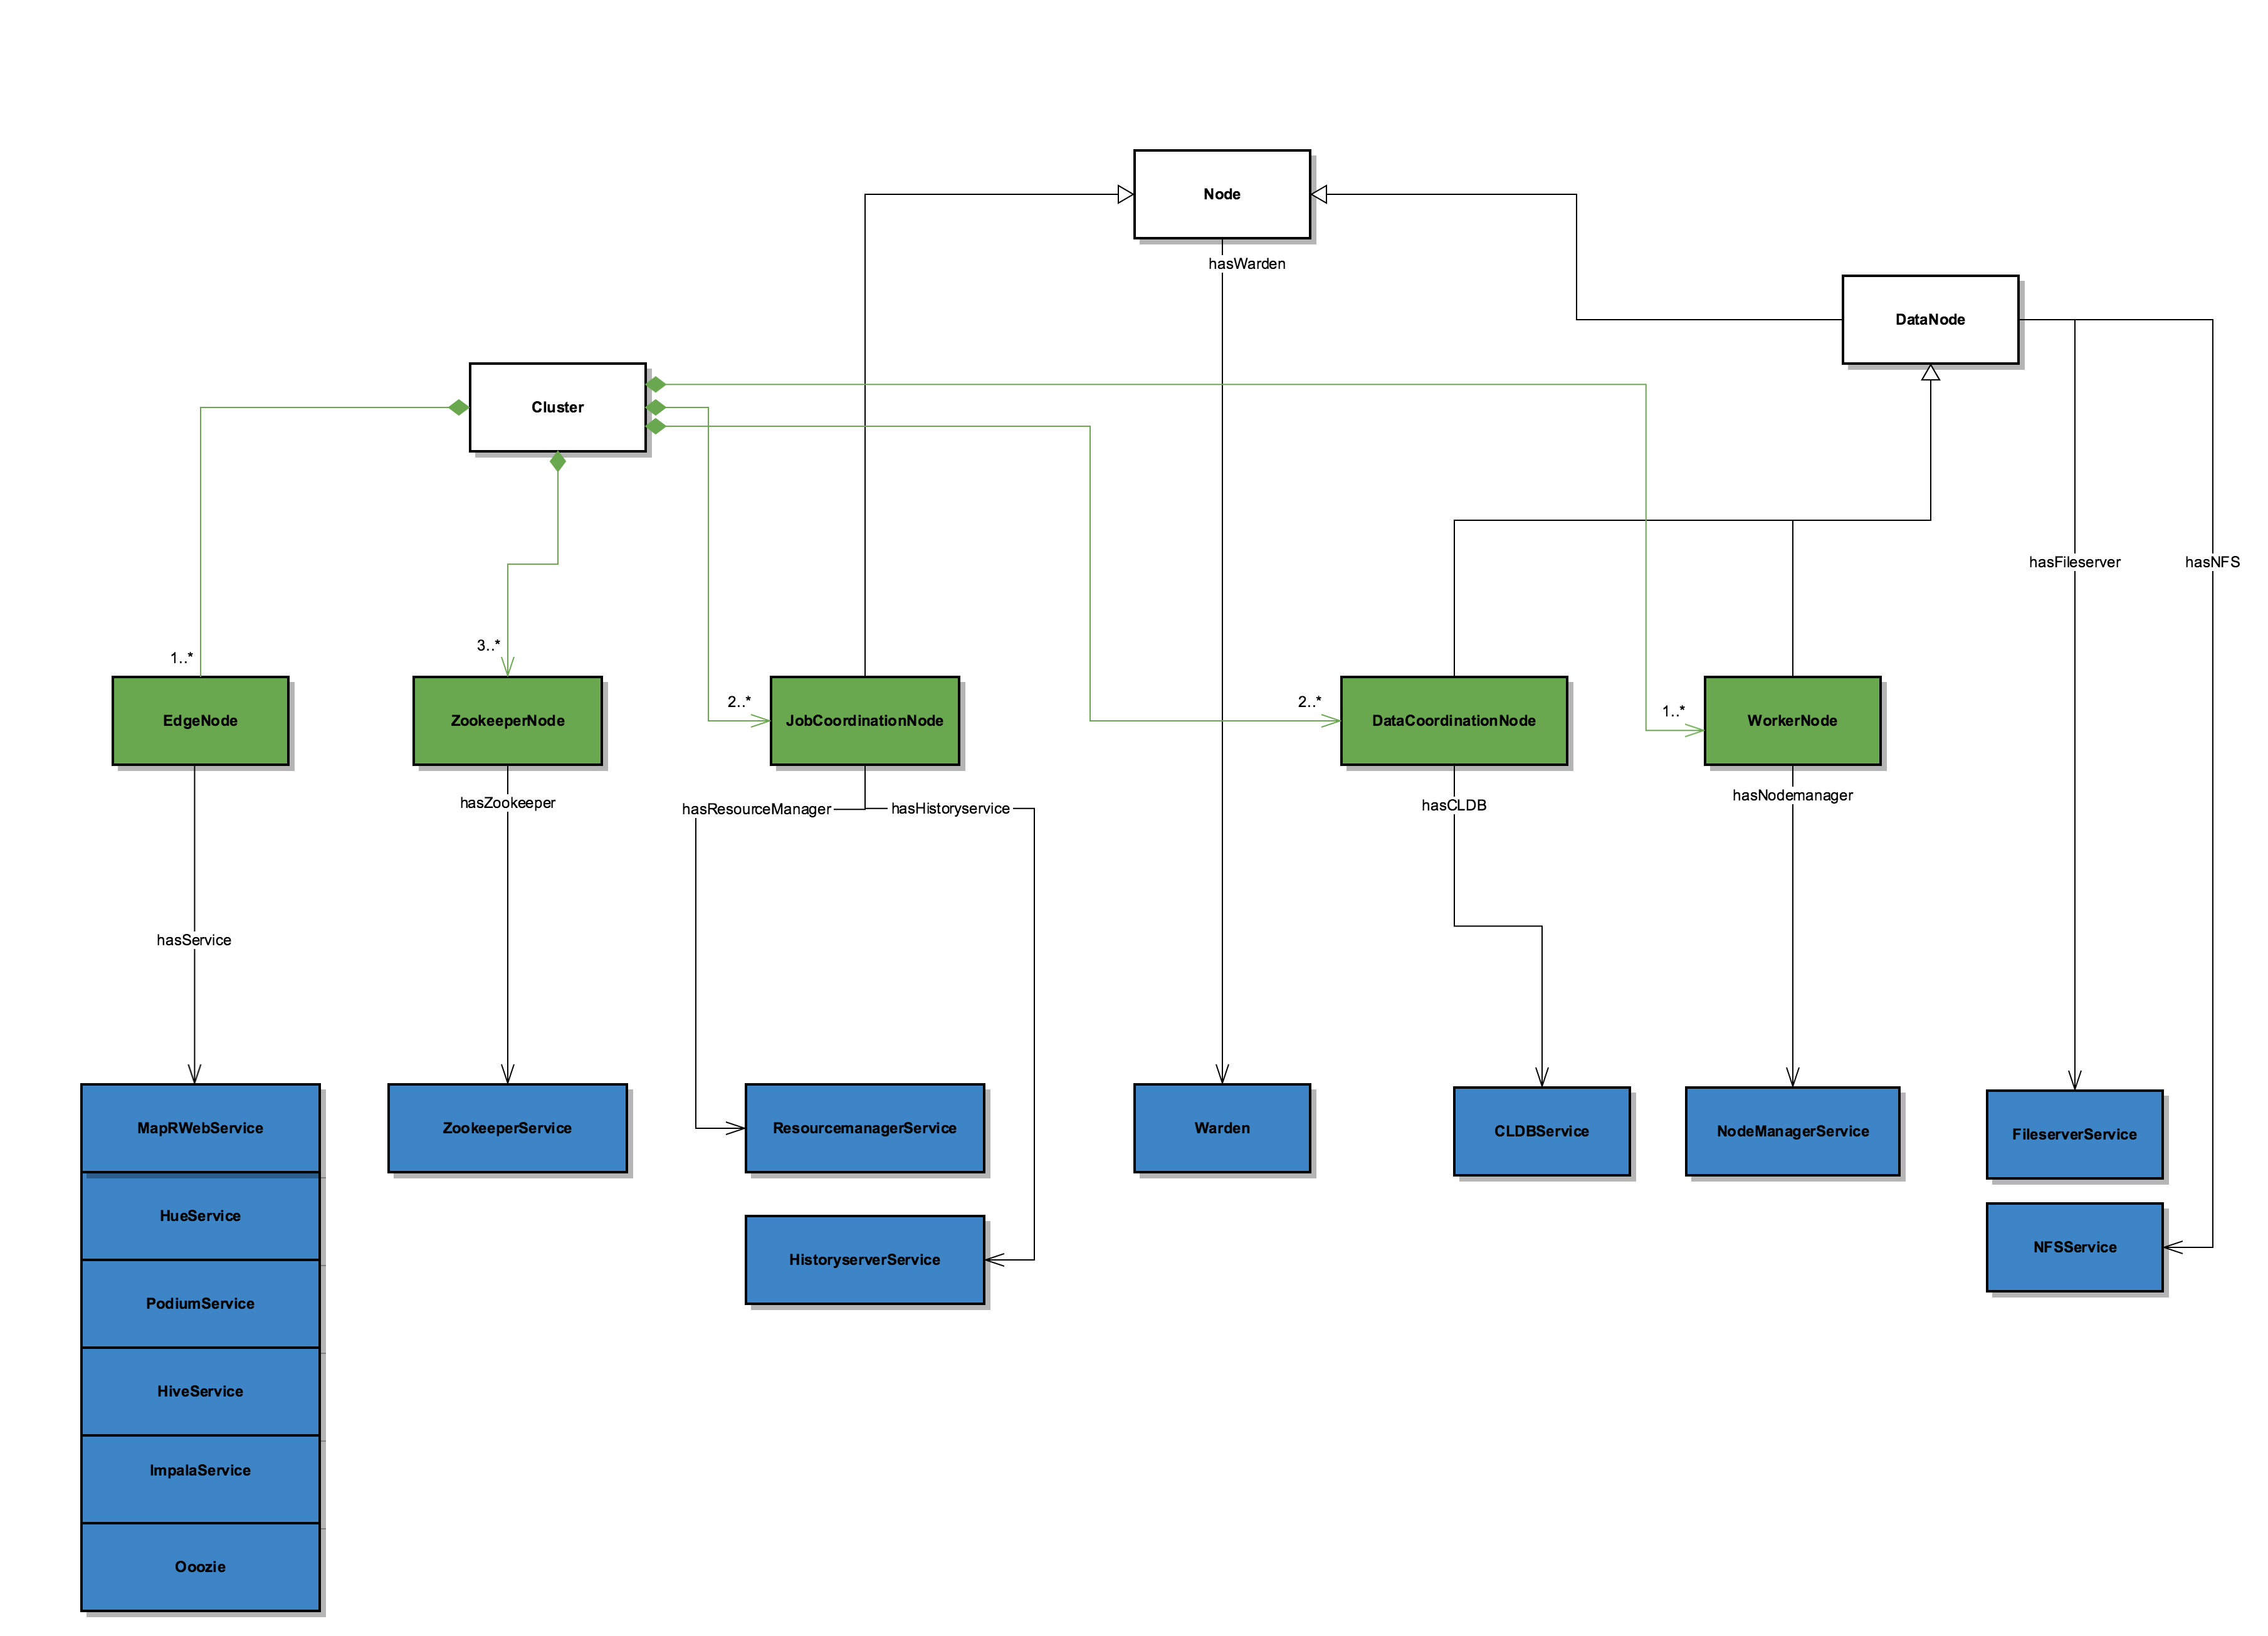 Node
hasWarden
DataNode
Cluster
hasFileserver
hasNFS
1..*
3..*
2..*
2..*
1..*
EdgeNode
ZookeeperNode
JobCoordinationNode
DataCoordinationNode
WorkerNode
hasZookeeper
hasResourceManager
hasHistoryservice
hasCLDB
hasNodemanager
hasService
MapRWebService
ZookeeperService
ResourcemanagerService
Warden
CLDBService
NodeManagerService
FileserverService
HueService
HistoryserverService
NFSService
PodiumService
HiveService
ImpalaService
Ooozie